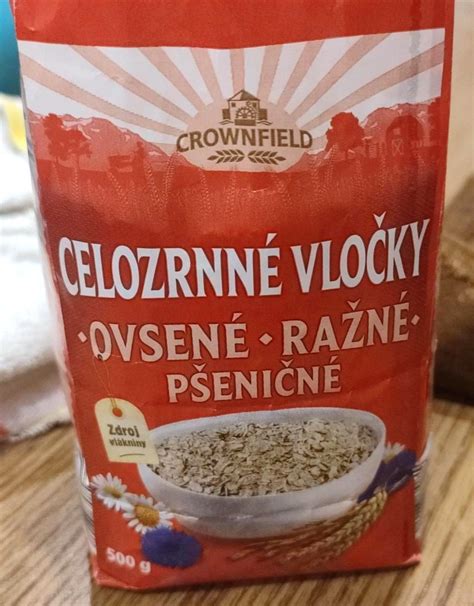 CROWNFIELD
CELOZRNNÉ VLOČKY
·OVSENÉ · RAŽNÉ·
PŠENIČNÉ
Zdroj
vlákniny
500 g